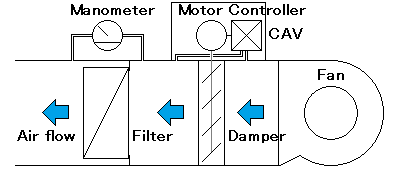 Manometer
Motor Controller
CAV
Fan
Air flow
Filter
Damper